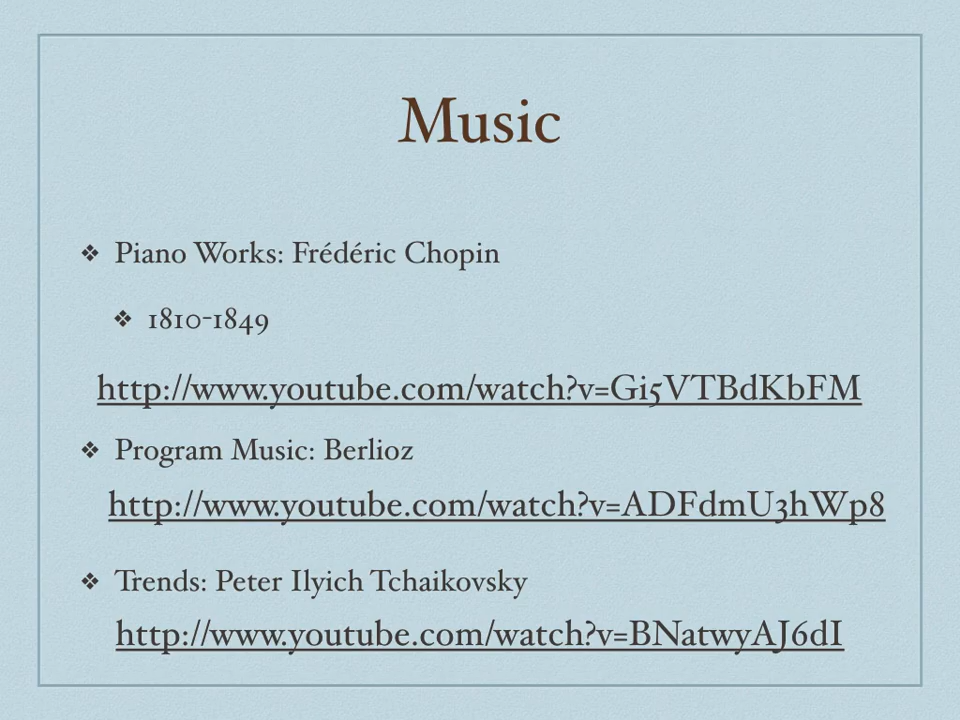 Music
❖ Piano Works: Frédéric Chopin
❖ 1810-1849
http://www.youtube.com/watch?v=Gi5VTBdKbFM
❖ Program Music: Berlioz
http://www.youtube.com/watch?v=ADFdmU3hWp8
❖ Trends: Peter Ilyich Tchaikovsky
http://www.youtube.com/watch?v=BNatwyAJ6dI